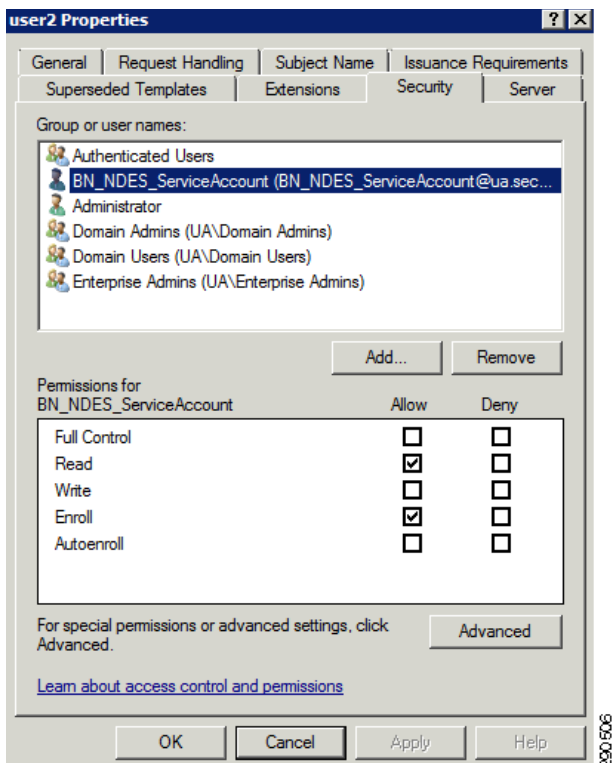 user2 Properties
General Request Handling Subject Name Issuance Requirements
Superseded Templates Extensions Security Server
Group or user names:
Authenticated Users
BN_NDES_ServiceAccount (BN_NDES_ServiceAccount@ua.sec...
Administrator
Domain Admins (UA\Domain Admins)
Domain Users (UA\Domain Users)
Enterprise Admins (UA\Enterprise Admins)
Add... Remove
Permissions for
BN_NDES_ServiceAccount Allow Deny
Full Control
Read
Write
Enroll
Autoenroll
For special permissions or advanced settings, click
Advanced. Advanced
Learn about access control and permissions
OK Cancel Apply Help
290606